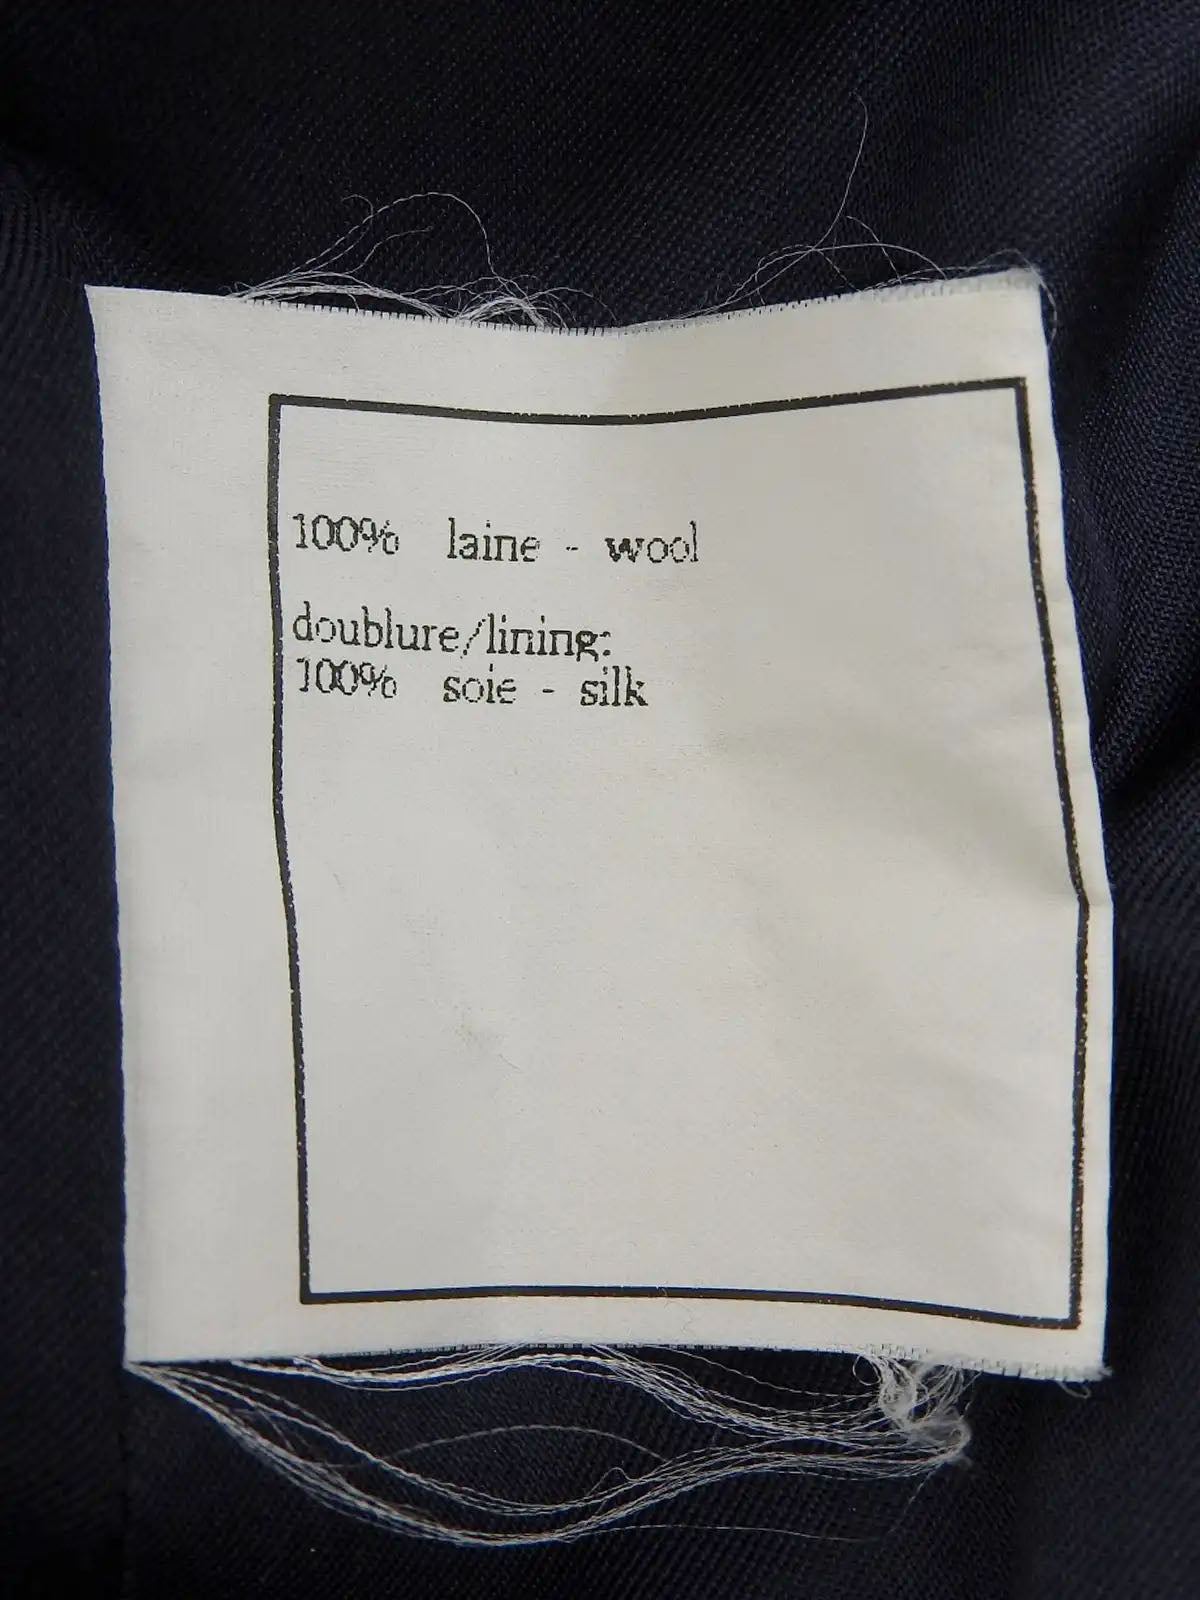 100% laine - wool
doublure/lining:
100% soie - silk